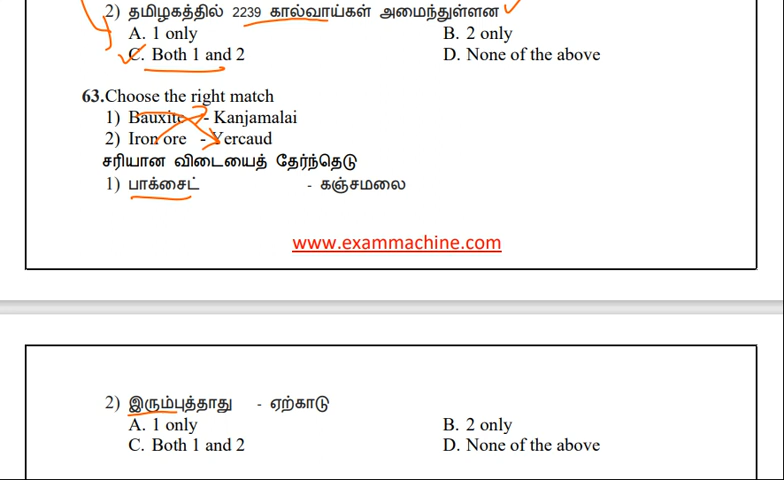 2) தமிழகத்தில் 2239 கால்வாய்கள் அமைந்துள்ளன
A. 1 only B. 2 only
C. Both 1 and 2 D. None of the above
63.Choose the right match
1) Bauxite - Kanjamalai
2) Iron ore - Yercaud
சரியான விடையைத் தேர்ந்தெடு
1) பாக்சைட் - கஞ்சமலை
www.exammachine.com
2) இரும்புத்தாது - ஏற்காடு
A. 1 only B. 2 only
C. Both 1 and 2 D. None of the above